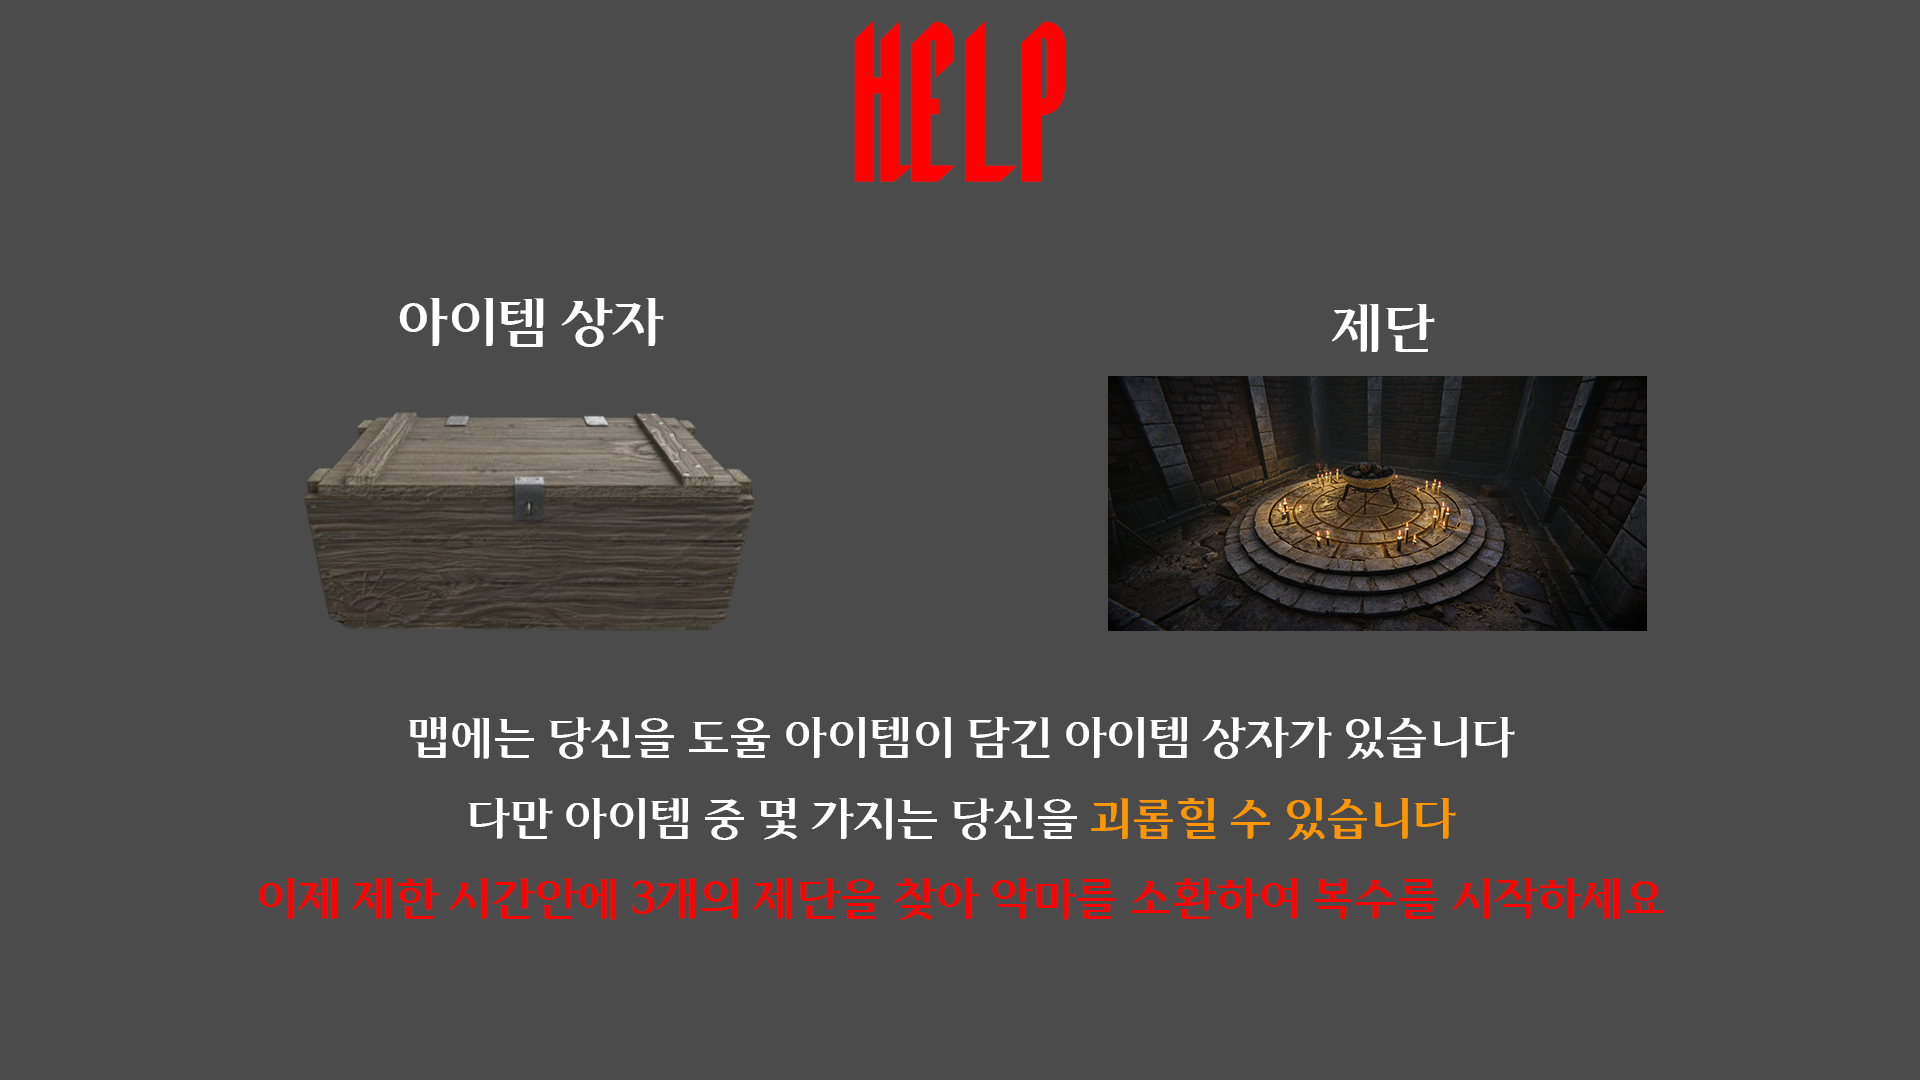 HELP
아이템 상자
제단
맵에는 당신을 도울 아이템이 담긴 아이템 상자가 있습니다
다만 아이템 중 몇 가지는 당신을 괴롭힐 수 있습니다
이제 제한 시간안에 3개의 제단을 찾아 악마를 소환하여 복수를 시작하세요